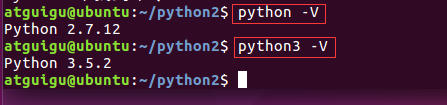 atguigu@ubuntu:~/python2$ python -V
Python 2.7.12
atguigu@ubuntu:~/python2$ python3 -V
Python 3.5.2
atguigu@ubuntu:~/python2$